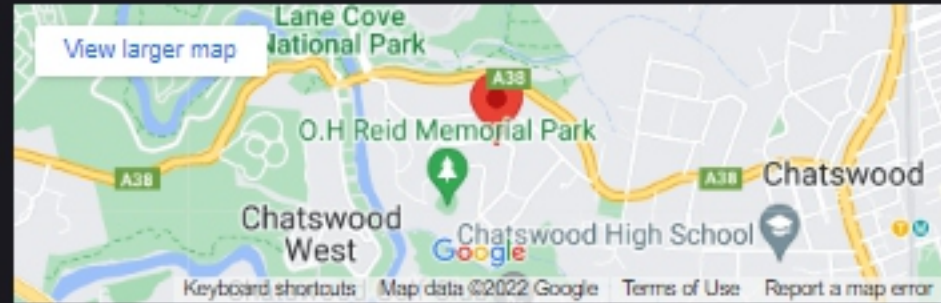 Lane Cove
National Park
View larger map
A38
O.H Reid Memorial Park
A38
A38
Chatswood
Chatswood
West
Chatswood High School
Google
Keyboard shortcuts
Map data ©2022 Google
Terms of Use
Report a map error